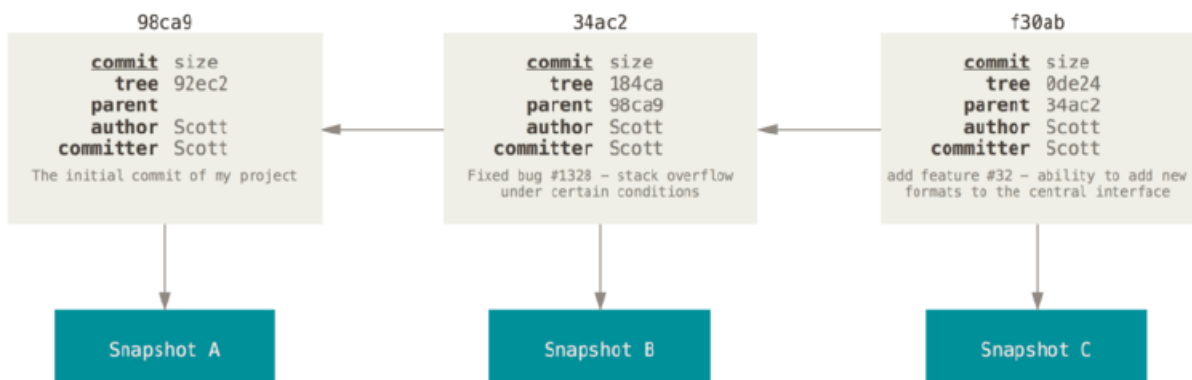 98ca9
commit size
tree 92ec2
parent
author Scott
committer Scott
The initial commit of my project
Snapshot A
34ac2
commit size
tree 184ca
parent 98ca9
author Scott
committer Scott
Fixed bug #1328 – stack overflow
under certain conditions
Snapshot B
f30ab
commit size
tree 0de24
parent 34ac2
author Scott
committer Scott
add feature #32 – ability to add new
formats to the central interface
Snapshot C